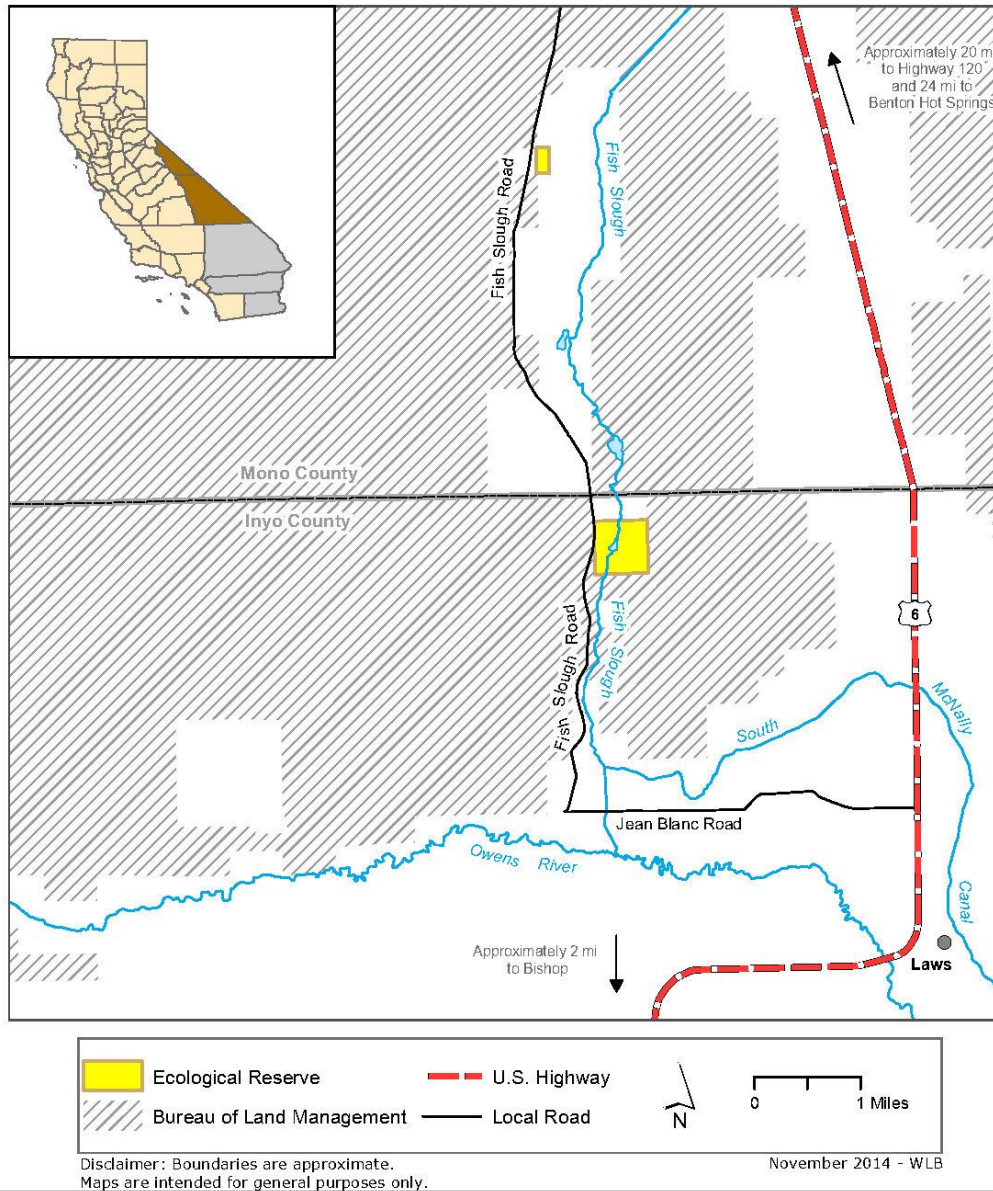 Approximately 20 m
to Highway 120
and 24 mi to
Benton Hot Springs
Fish Slough Road
Fish Slough
Mono County
Inyo County
Fish Slough Road
Fish Slough
6
South
McNally
Canal
Jean Blanc Road
Owens River
Approximately 2 mi
to Bishop
Laws
Ecological Reserve
U.S. Highway
Bureau of Land Management
Local Road
N
0 1 Miles
Disclaimer: Boundaries are approximate.
Maps are intended for general purposes only.
November 2014 - WLB